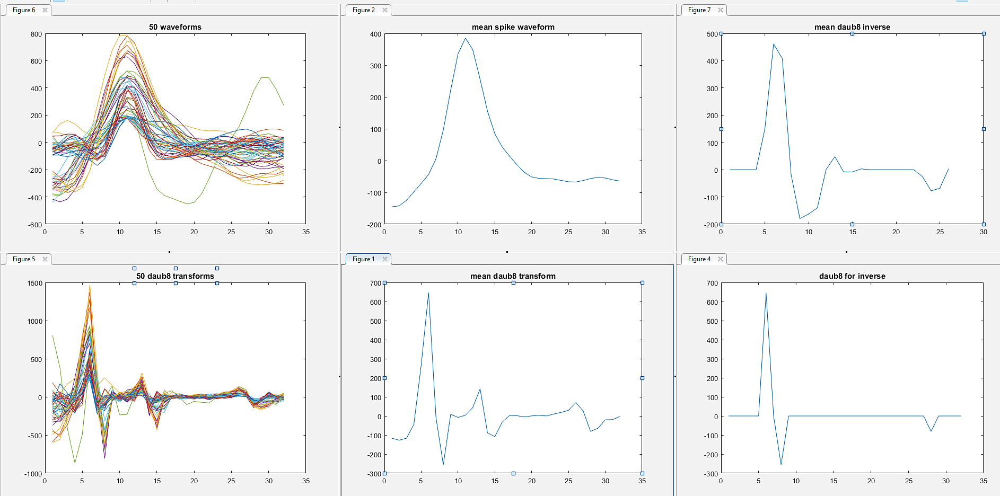 Figure 6
50 waveforms
800
600
400
200
0
-200
-400
-600
0 5 10 15 20 25 30 35
Figure 2
mean spike waveform
400
300
200
100
0
-100
-200
0 5 10 15 20 25 30 35
Figure 7
mean daub8 inverse
500
400
300
200
100
0
-100
-200
0 5 10 15 20 25 30
Figure 5
50 daub8 transforms
1500
1000
500
0
-500
-1000
0 5 10 15 20 25 30 35
Figure 1
mean daub8 transform
700
600
500
400
300
200
100
0
-100
-200
-300
0 5 10 15 20 25 30 35
Figure 4
daub8 for inverse
700
600
500
400
300
200
100
0
-100
-200
-300
0 5 10 15 20 25 30 35